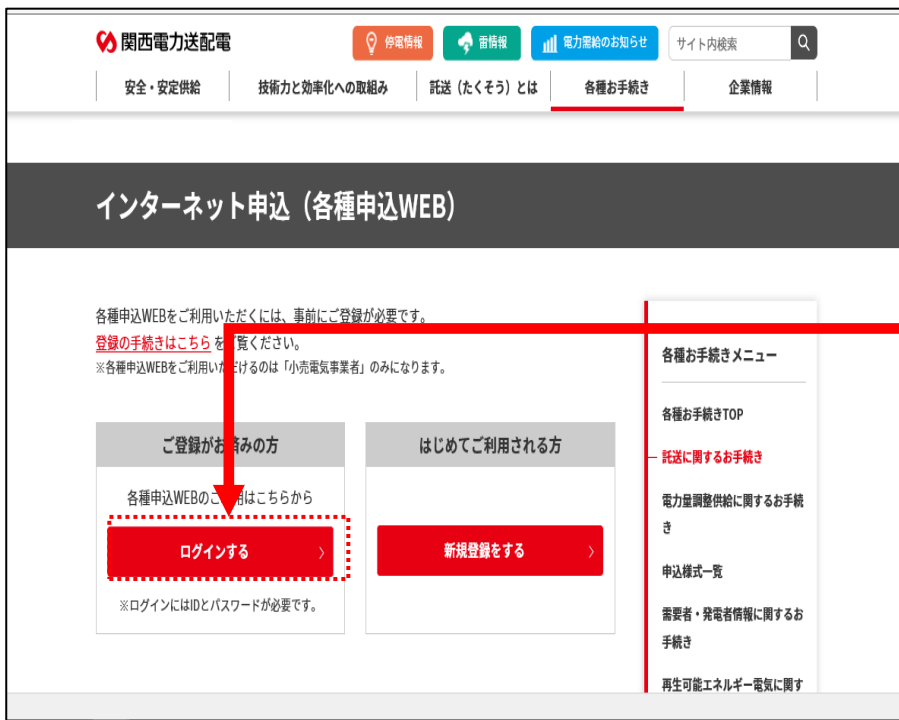 関西電力送配電
停電情報
雷情報
電力需給のお知らせ
サイト内検索
安全・安定供給
技術力と効率化への取組み
託送（たくそう）とは
各種お手続き
企業情報
インターネット申込（各種申込WEB）
各種申込WEBをご利用いただくには、事前にご登録が必要です。
登録の手続きはこちら を ご覧ください。
※各種申込WEBをご利用いただけるのは「小売電気事業者」のみになります。
ご登録がお済みの方
各種申込WEBのご利用はこちらから
ログインする
※ログインにはIDとパスワードが必要です。
はじめてご利用される方
新規登録をする
各種お手続きメニュー
各種お手続きTOP
託送に関するお手続き
電力量調整供給に関するお手続
き
申込様式一覧
需要者・発電者情報に関するお
手続き
再生可能エネルギー電気に関す